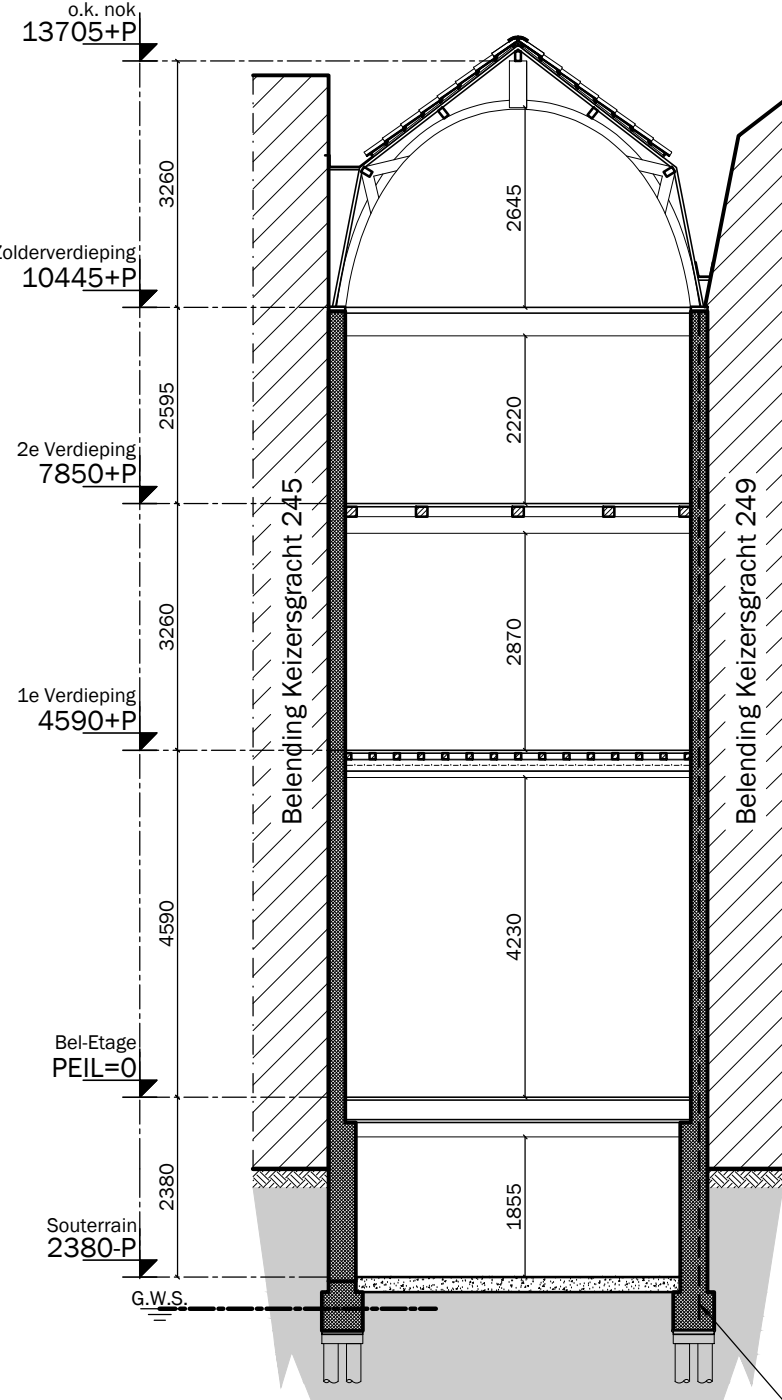 o.k. nok
13705+P
3260
2645
Zolderverdieping
10445+P
2595
2220
2e Verdieping
7850+P
Belending Keizersgracht 245
Belending Keizersgracht 249
3260
2870
1e Verdieping
4590+P
4590
4230
Bel-Etage
PEIL=0
2380
1855
Souterrain
2380-P
G.W.S.